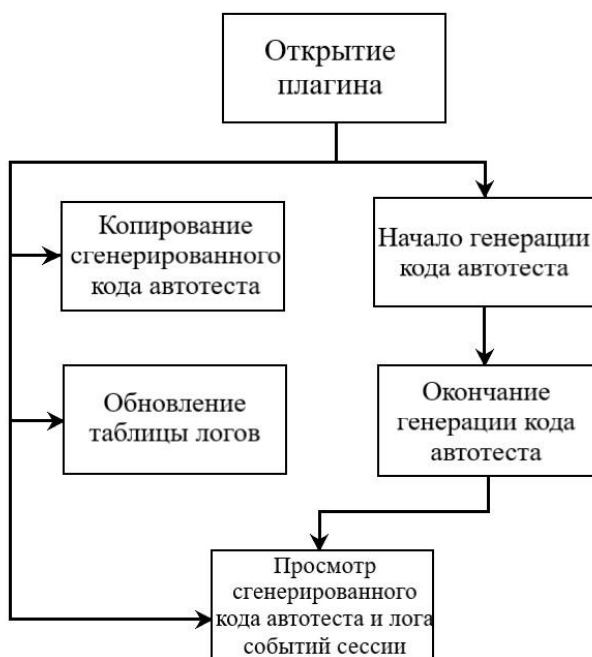 Открытие
плагина
Копирование
сгенерированного
кода автотеста
Начало генерации
кода автотеста
Обновление
таблицы логов
Окончание
генерации кода
автотеста
Просмотр
сгенерированного
кода автотеста и лога
событий сессии